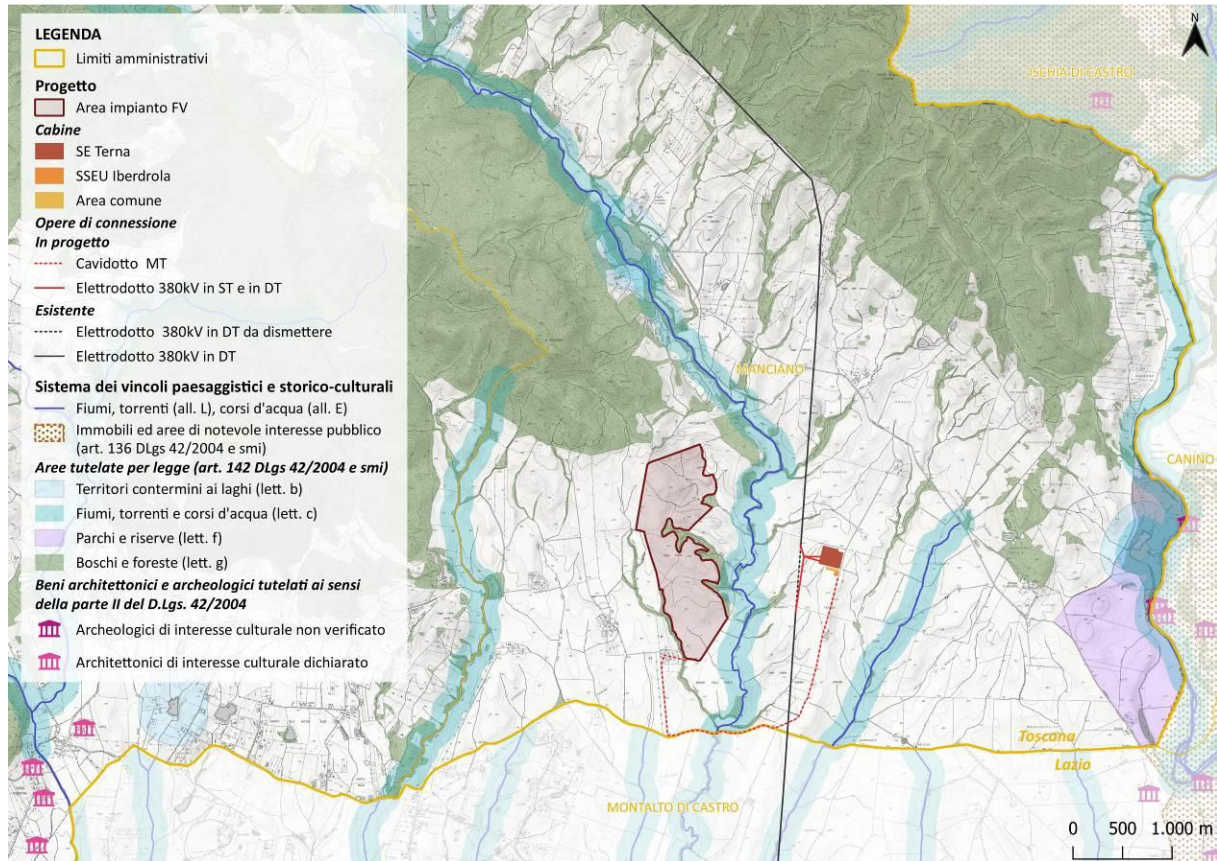 LEGENDA
Limiti amministrativi
Progetto
Area impianto FV
Cabine
SE Terna
SSEU Iberdrola
Area comune
Opere di connessione
In progetto
Cavidotto MT
Elettrodotto 380kV in ST e in DT
Esistente
Elettrodotto 380kV in DT da dismettere
Elettrodotto 380kV in DT
Sistema dei vincoli paesaggistici e storico-culturali
Fiumi, torrenti (all. L), corsi d'acqua (all. E)
Immobili ed aree di notevole interesse pubblico
(art. 136 DLgs 42/2004 e smi)
Aree tutelate per legge (art. 142 DLgs 42/2004 e smi)
Territori contermini ai laghi (lett. b)
Fiumi, torrenti e corsi d'acqua (lett. c)
Parchi e riserve (lett. f)
Boschi e foreste (lett. g)
Beni architettonici e archeologici tutelati ai sensi
della parte II del D.Lgs. 42/2004
Archeologici di interesse culturale non verificato
Architettonici di interesse culturale dichiarato
N
ISCHIA DI CASTRO
MANCIANO
CANINO
Toscana
Lazio
MONTALTO DI CASTRO
0 500 1.000 m